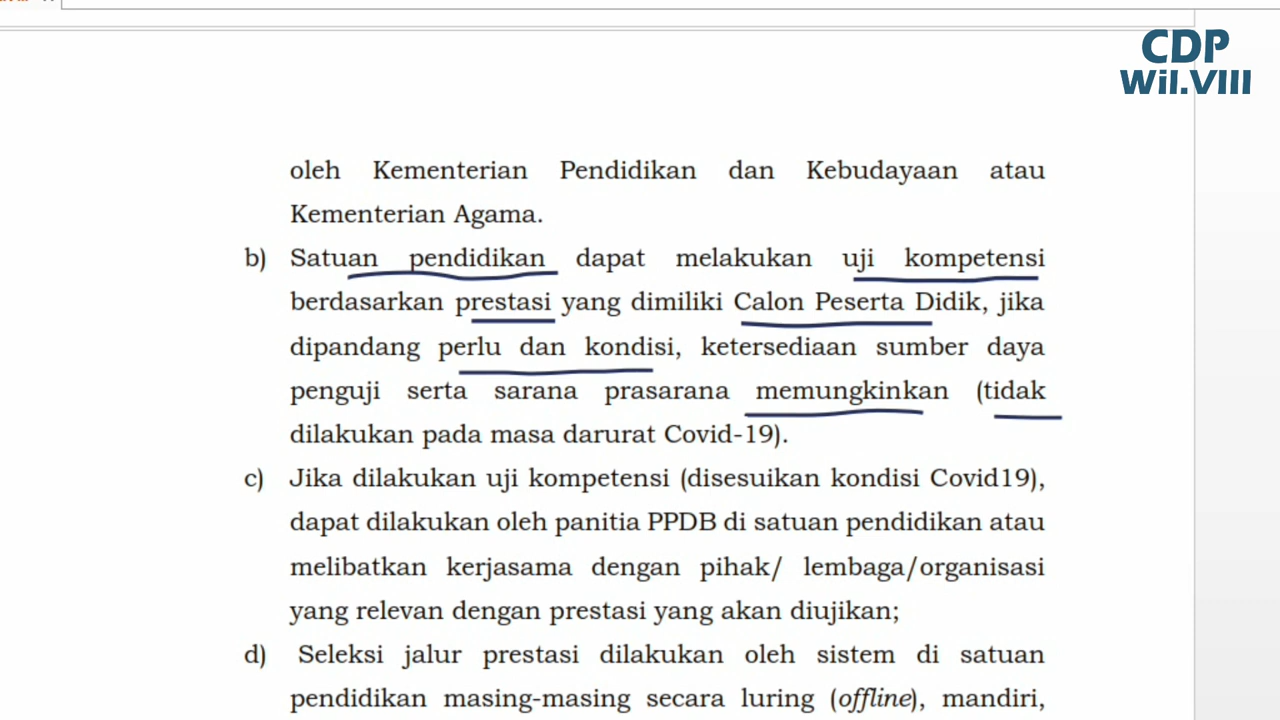 CDP
Wil.VIII
oleh Kementerian Pendidikan dan Kebudayaan atau
Kementerian Agama.
b) Satuan pendidikan dapat melakukan uji kompetensi
berdasarkan prestasi yang dimiliki Calon Peserta Didik, jika
dipandang perlu dan kondisi, ketersediaan sumber daya
penguji serta sarana prasarana memungkinkan (tidak
dilakukan pada masa darurat Covid-19).
c) Jika dilakukan uji kompetensi (disesuikan kondisi Covid19),
dapat dilakukan oleh panitia PPDB di satuan pendidikan atau
melibatkan kerjasama dengan pihak/ lembaga/organisasi
yang relevan dengan prestasi yang akan diujikan;
d) Seleksi jalur prestasi dilakukan oleh sistem di satuan
pendidikan masing-masing secara luring (offline), mandiri,